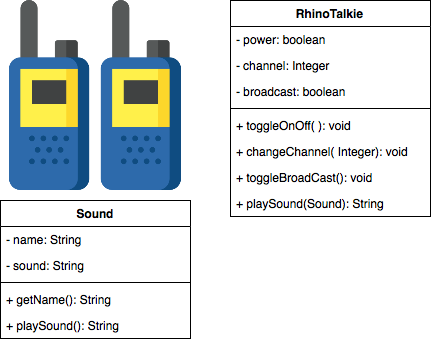 RhinoTalkie
- power: boolean
- channel: Integer
- broadcast: boolean
+ toggleOnOff( ): void
+ changeChannel( Integer): void
+ toggleBroadCast(): void
+ playSound(Sound): String
Sound
- name: String
- sound: String
+ getName(): String
+ playSound(): String